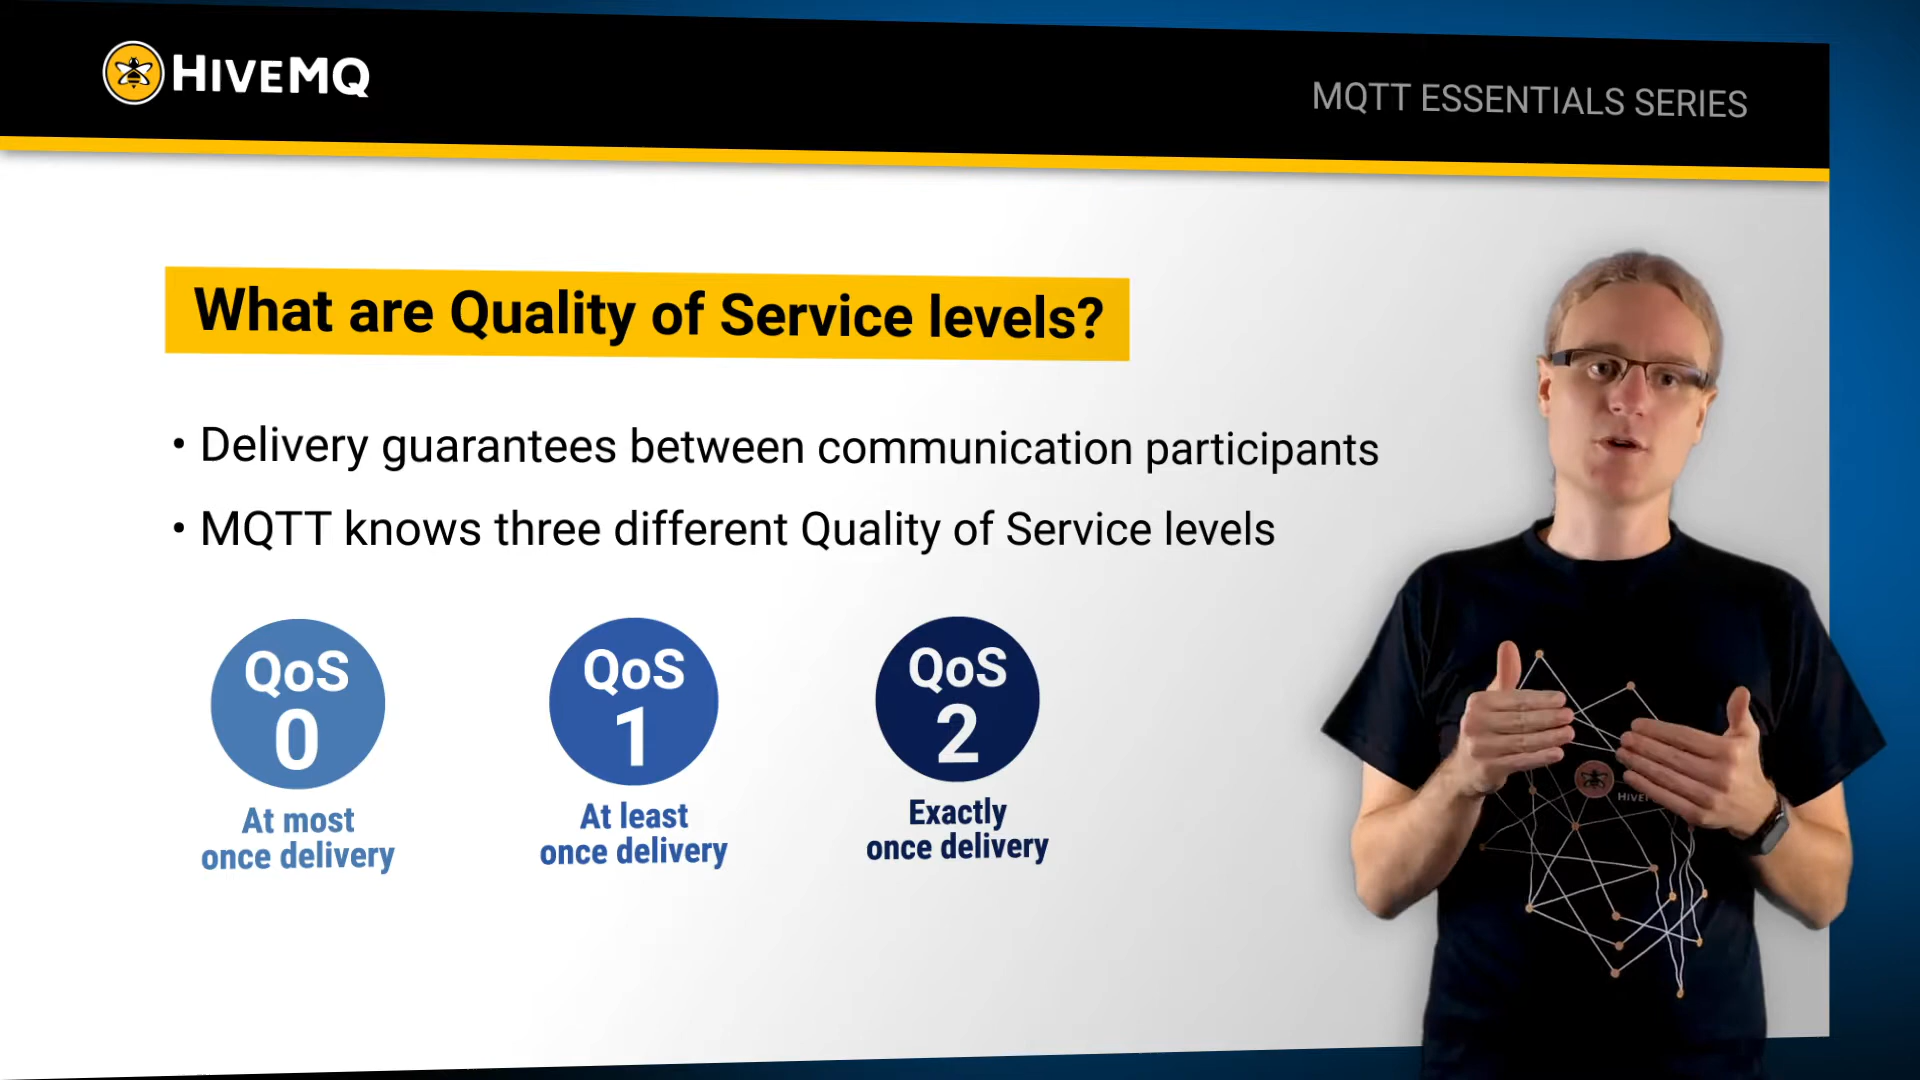 HIVEMQ
MQTT ESSENTIALS SERIES
What are Quality of Service levels?
• Delivery guarantees between communication participants
• MQTT knows three different Quality of Service levels
QoS
0
At most
once delivery
QoS
1
At least
once delivery
QoS
2
Exactly
once delivery